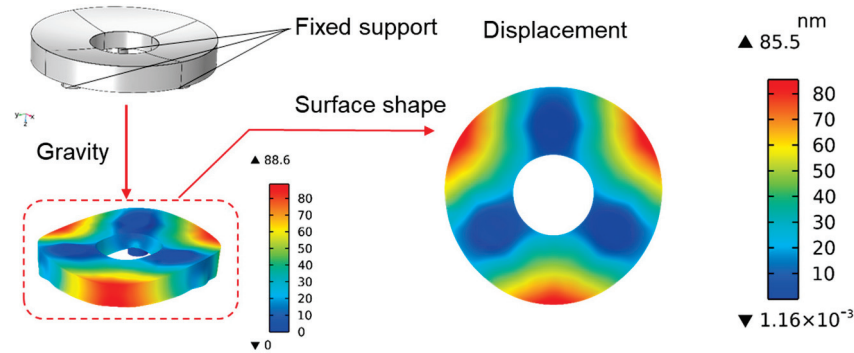 Fixed support
Displacement
nm
▲ 85.5
80
70
60
50
40
30
20
10
▼ 1.16×10⁻³
y
x
z
Gravity
Surface shape
▲ 88.6
80
70
60
50
40
30
20
10
0
▼ 0